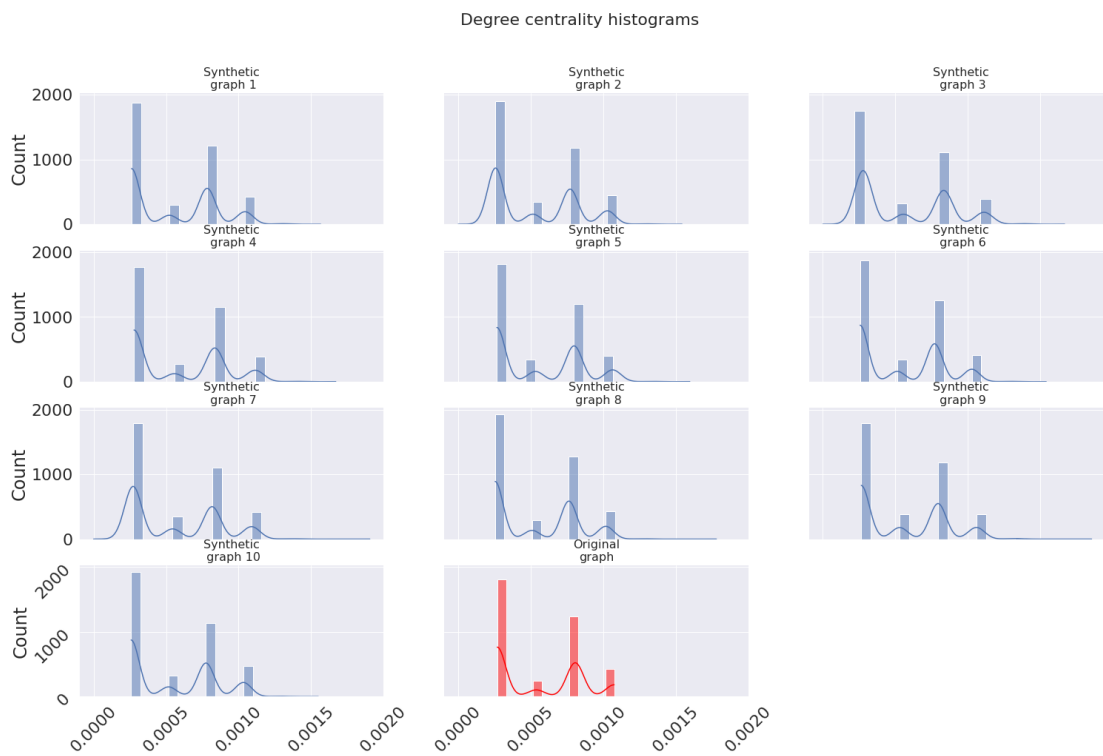 Degree centrality histograms
Synthetic
graph 1
Synthetic
graph 2
Synthetic
graph 3
2000
1000
0
Count
Synthetic
graph 4
Synthetic
graph 5
Synthetic
graph 6
2000
1000
0
Count
Synthetic
graph 7
Synthetic
graph 8
Synthetic
graph 9
2000
1000
0
Count
Synthetic
graph 10
Original
graph
2000
1000
0
Count
0.0000 0.0005 0.0010 0.0015 0.0020
0.0000 0.0005 0.0010 0.0015 0.0020